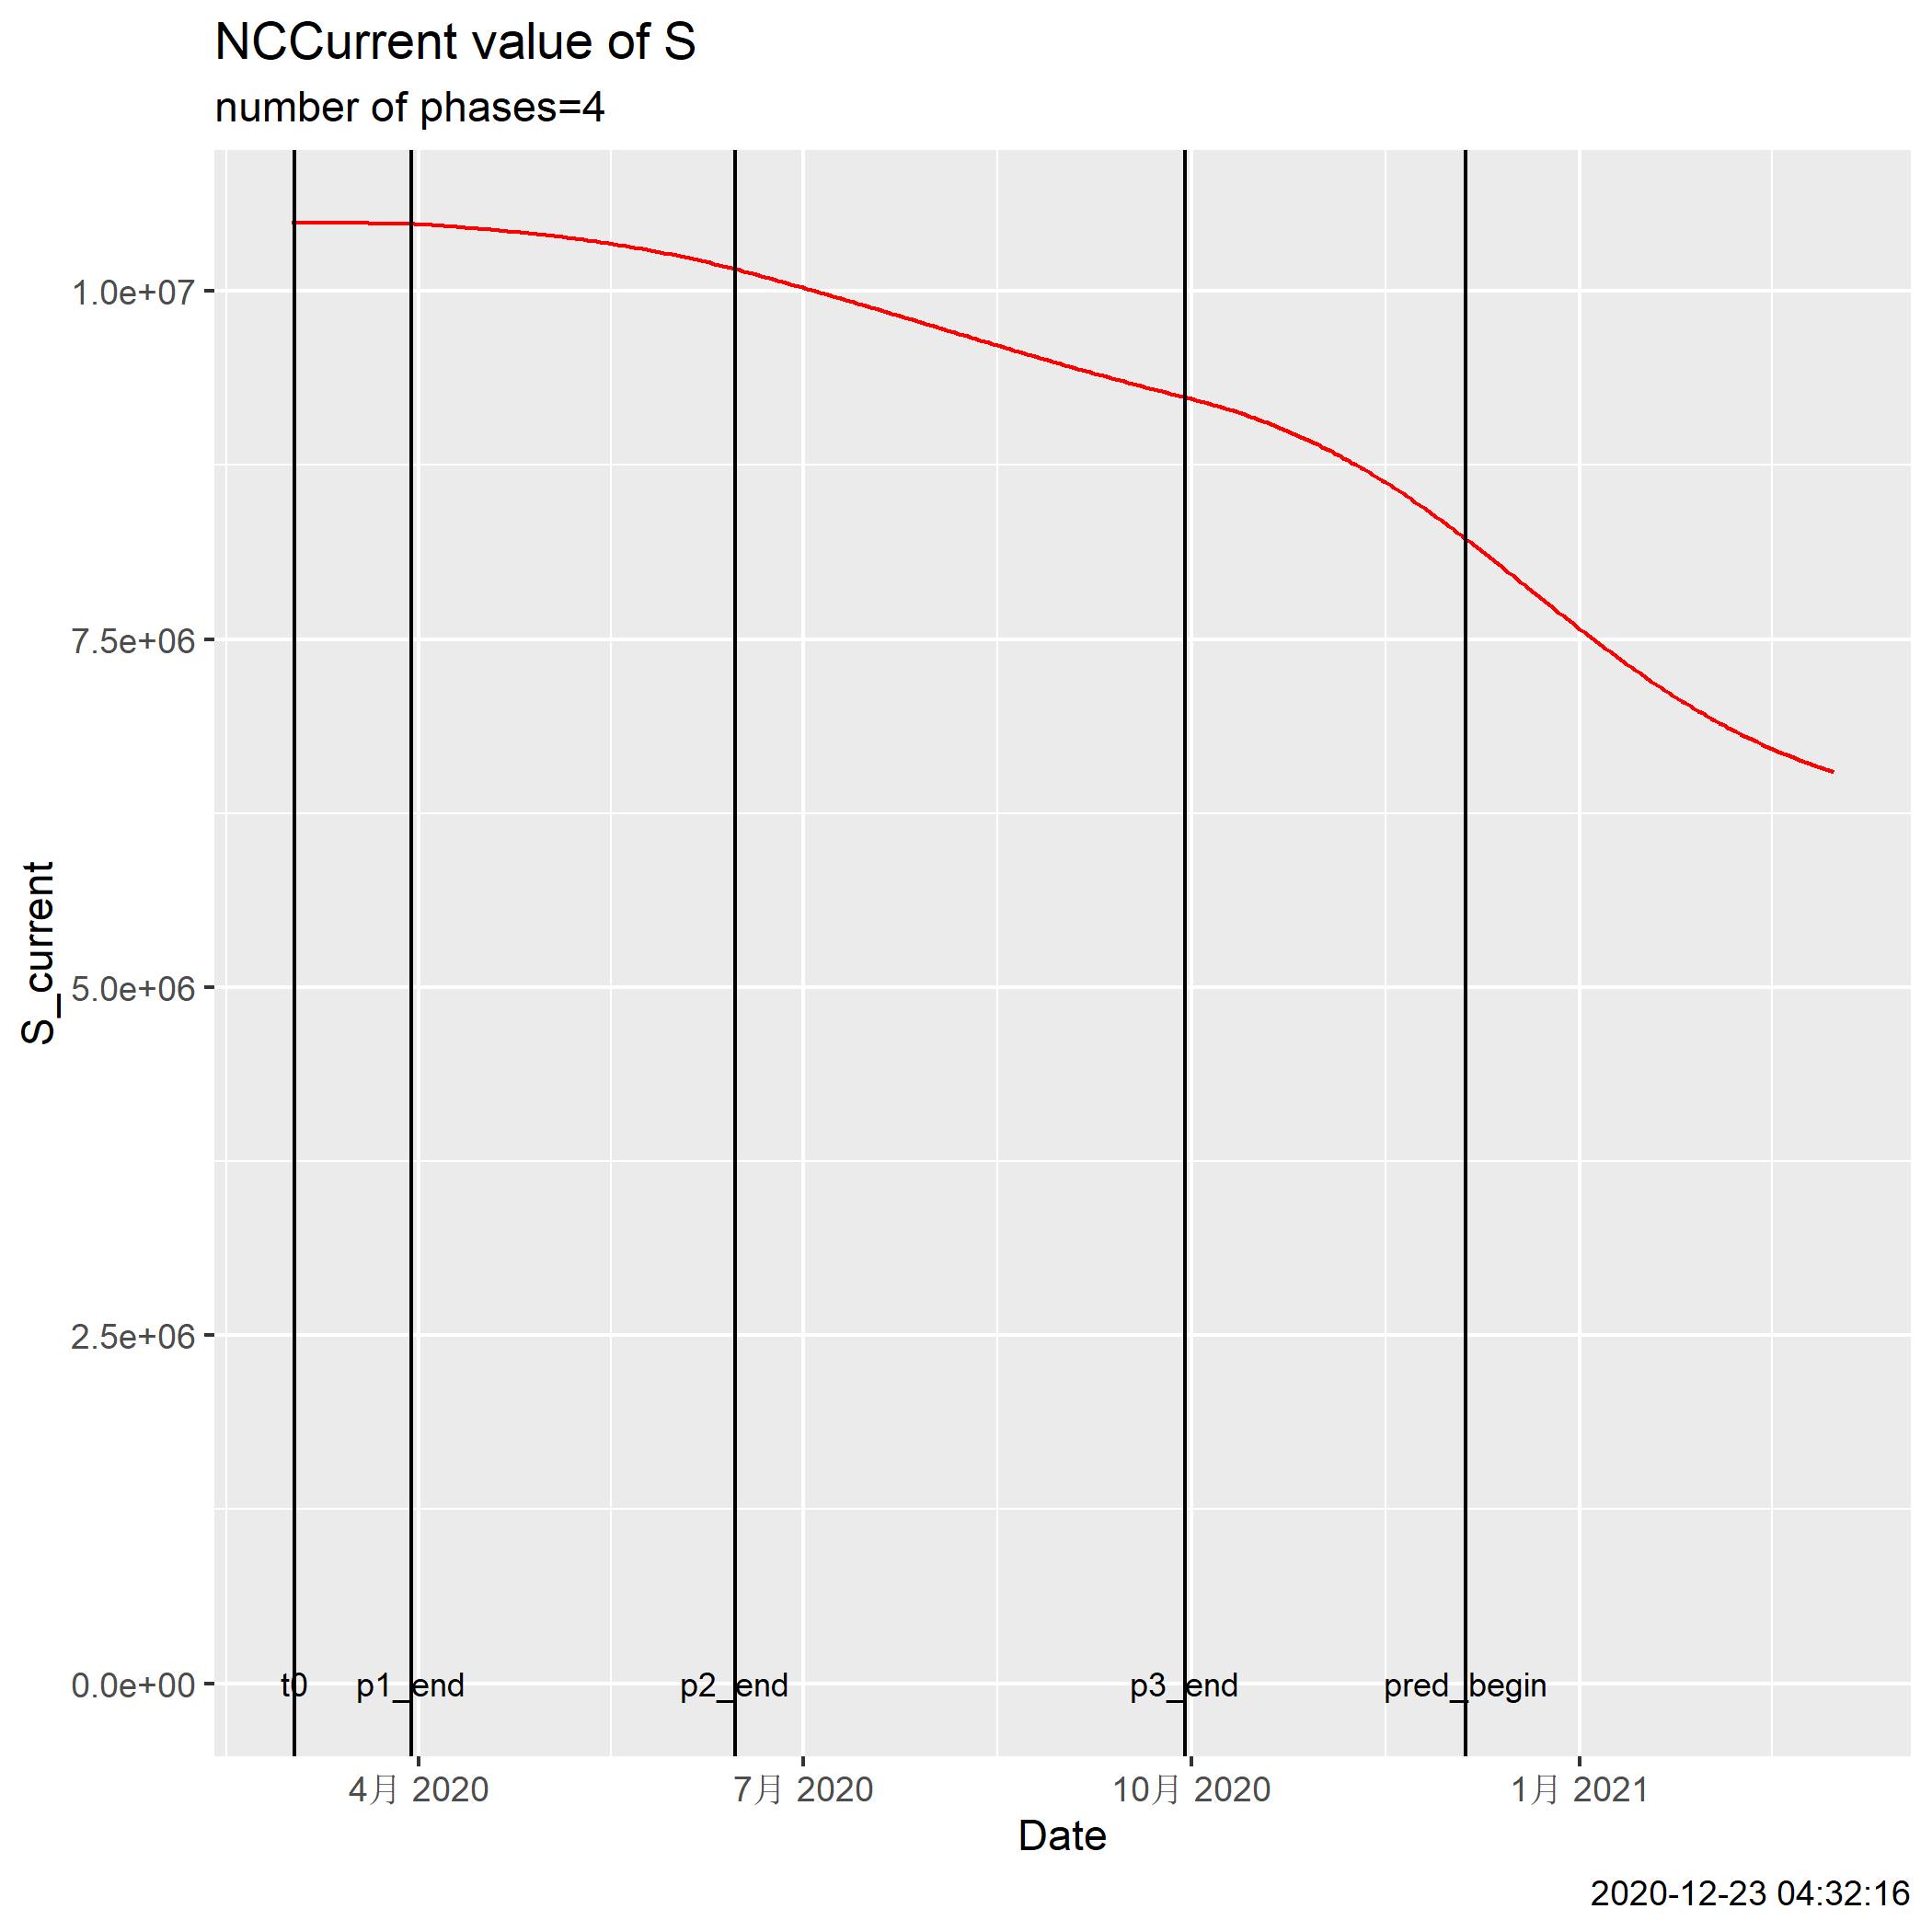 NCCurrent value of S
number of phases=4
S_current
1.0e+07
7.5e+06
5.0e+06
2.5e+06
0.0e+00
t0 p1_end p2_end p3_end pred_begin
4月 2020 7月 2020 10月 2020 1月 2021
Date
2020-12-23 04:32:16